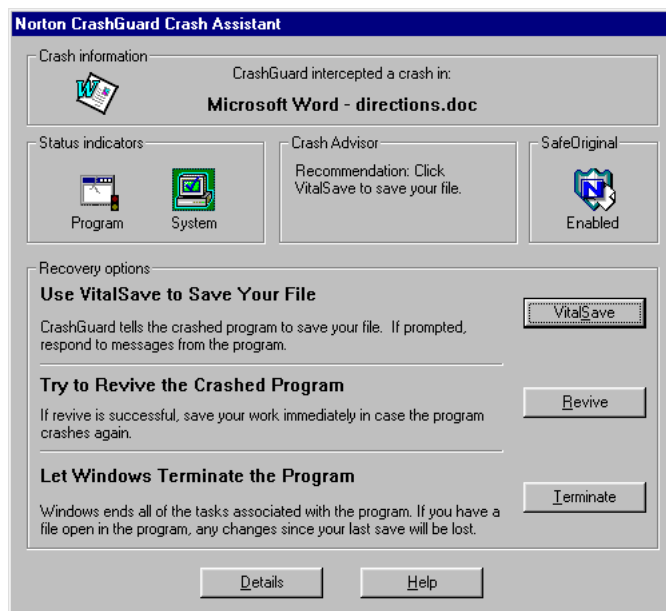 Norton CrashGuard Crash Assistant
Crash information
CrashGuard intercepted a crash in:
Microsoft Word - directions.doc
Status indicators
Program
System
Crash Advisor
Recommendation: Click
VitalSave to save your file.
SafeOriginal
Enabled
Recovery options
Use VitalSave to Save Your File
CrashGuard tells the crashed program to save your file. If prompted,
respond to messages from the program.
VitalSave
Try to Revive the Crashed Program
If revive is successful, save your work immediately in case the program
crashes again.
Revive
Let Windows Terminate the Program
Windows ends all of the tasks associated with the program. If you have a
file open in the program, any changes since your last save will be lost.
Terminate
Details
Help